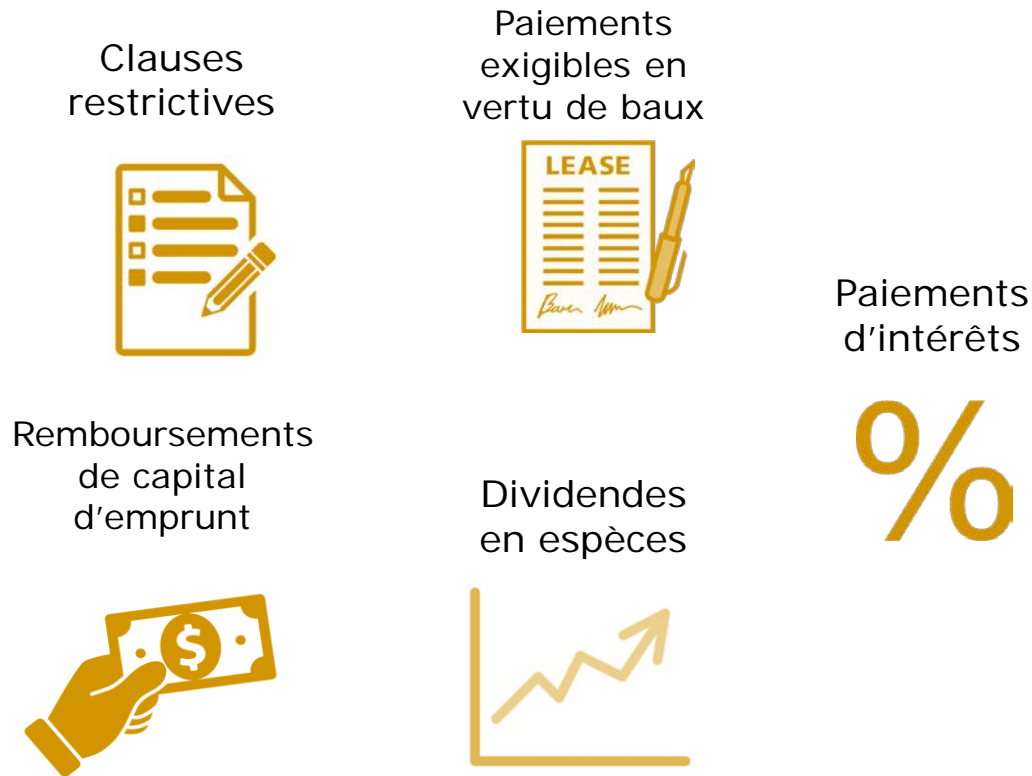 Clauses
restrictives
Paiements
exigibles en
vertu de baux
LEASE
Paiements
d'intérêts
%
Remboursements
de capital
d'emprunt
$
Dividendes
en espèces